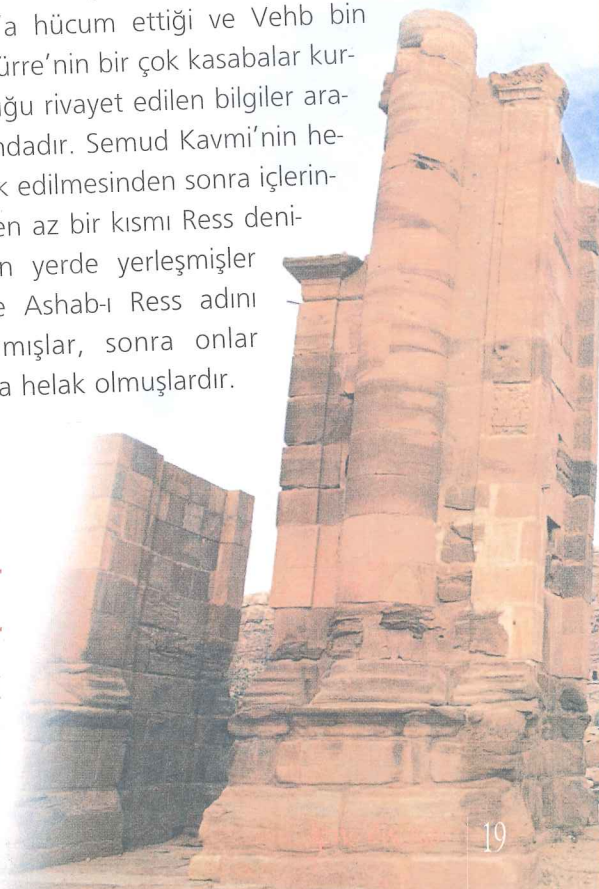 'a hücum ettiği ve Vehb bin
ürre'nin bir çok kasabalar kur-
ğu rivayet edilen bilgiler ara-
ndadır. Semud Kavmi'nin he-
k edilmesinden sonra içlerin-
en az bir kısmı Ress deni-
n yerde yerleşmişler
e Ashab-ı Ress adını
mışlar, sonra onlar
a helak olmuşlardır.
19